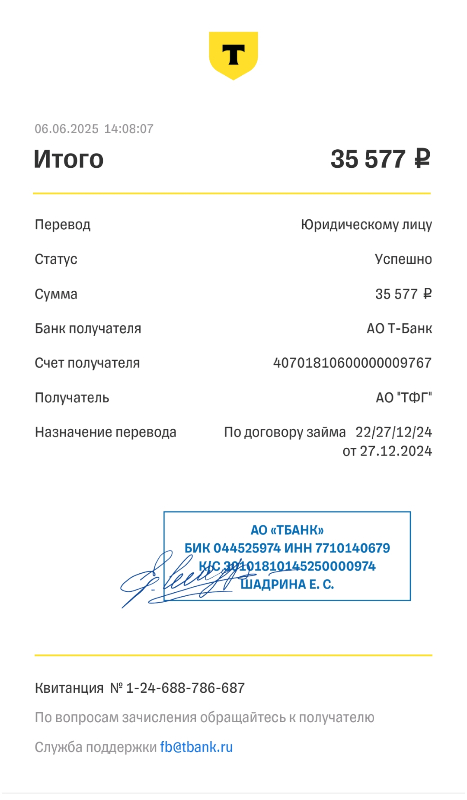 Т
06.06.2025 14:08:07
Итого 35 577 ₽
Перевод Юридическому лицу
Статус Успешно
Сумма 35 577 ₽
Банк получателя АО Т-Банк
Счет получателя 40701810600000009767
Получатель АО "ТФГ"
Назначение перевода По договору займа 22/27/12/24
от 27.12.2024
АО «ТБАНК»
БИК 044525974 ИНН 7710140679
К/С 30101810145250000974
ШАДРИНА Е. С.
Квитанция № 1-24-688-786-687
По вопросам зачисления обращайтесь к получателю
Служба поддержки fb@tbank.ru